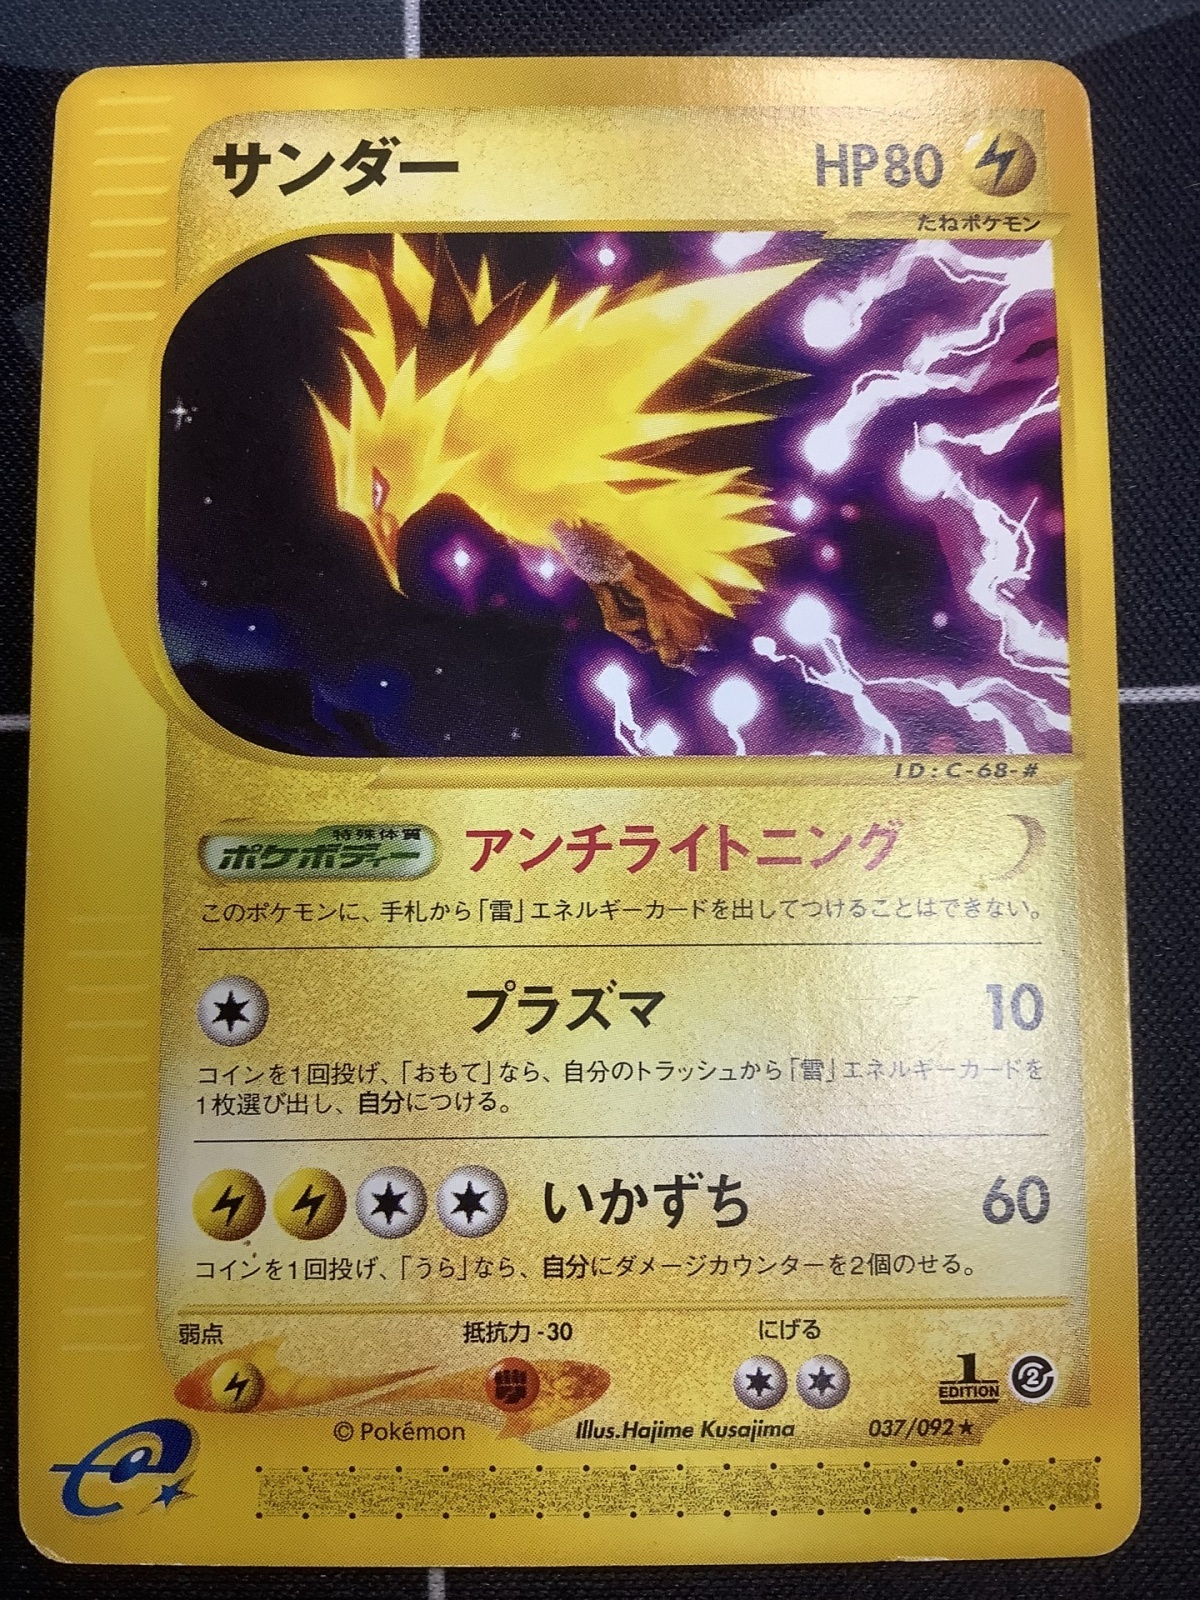 サンダー HP80
たねポケモン
ID:C-68-#
特殊体質
ポケボディー アンチライトニング
このポケモンに、手札から「雷」エネルギーカードを出してつけることはできない。
プラズマ 10
コインを1回投げ、「おもて」なら、自分のトラッシュから「雷」エネルギーカードを
1枚選び出し、自分につける。
いかずち 60
コインを1回投げ、「うら」なら、自分にダメージカウンターを2個のせる。
弱点 抵抗力 -30 にげる
1 EDITION 2
© Pokémon Illus.Hajime Kusajima 037/092★
e